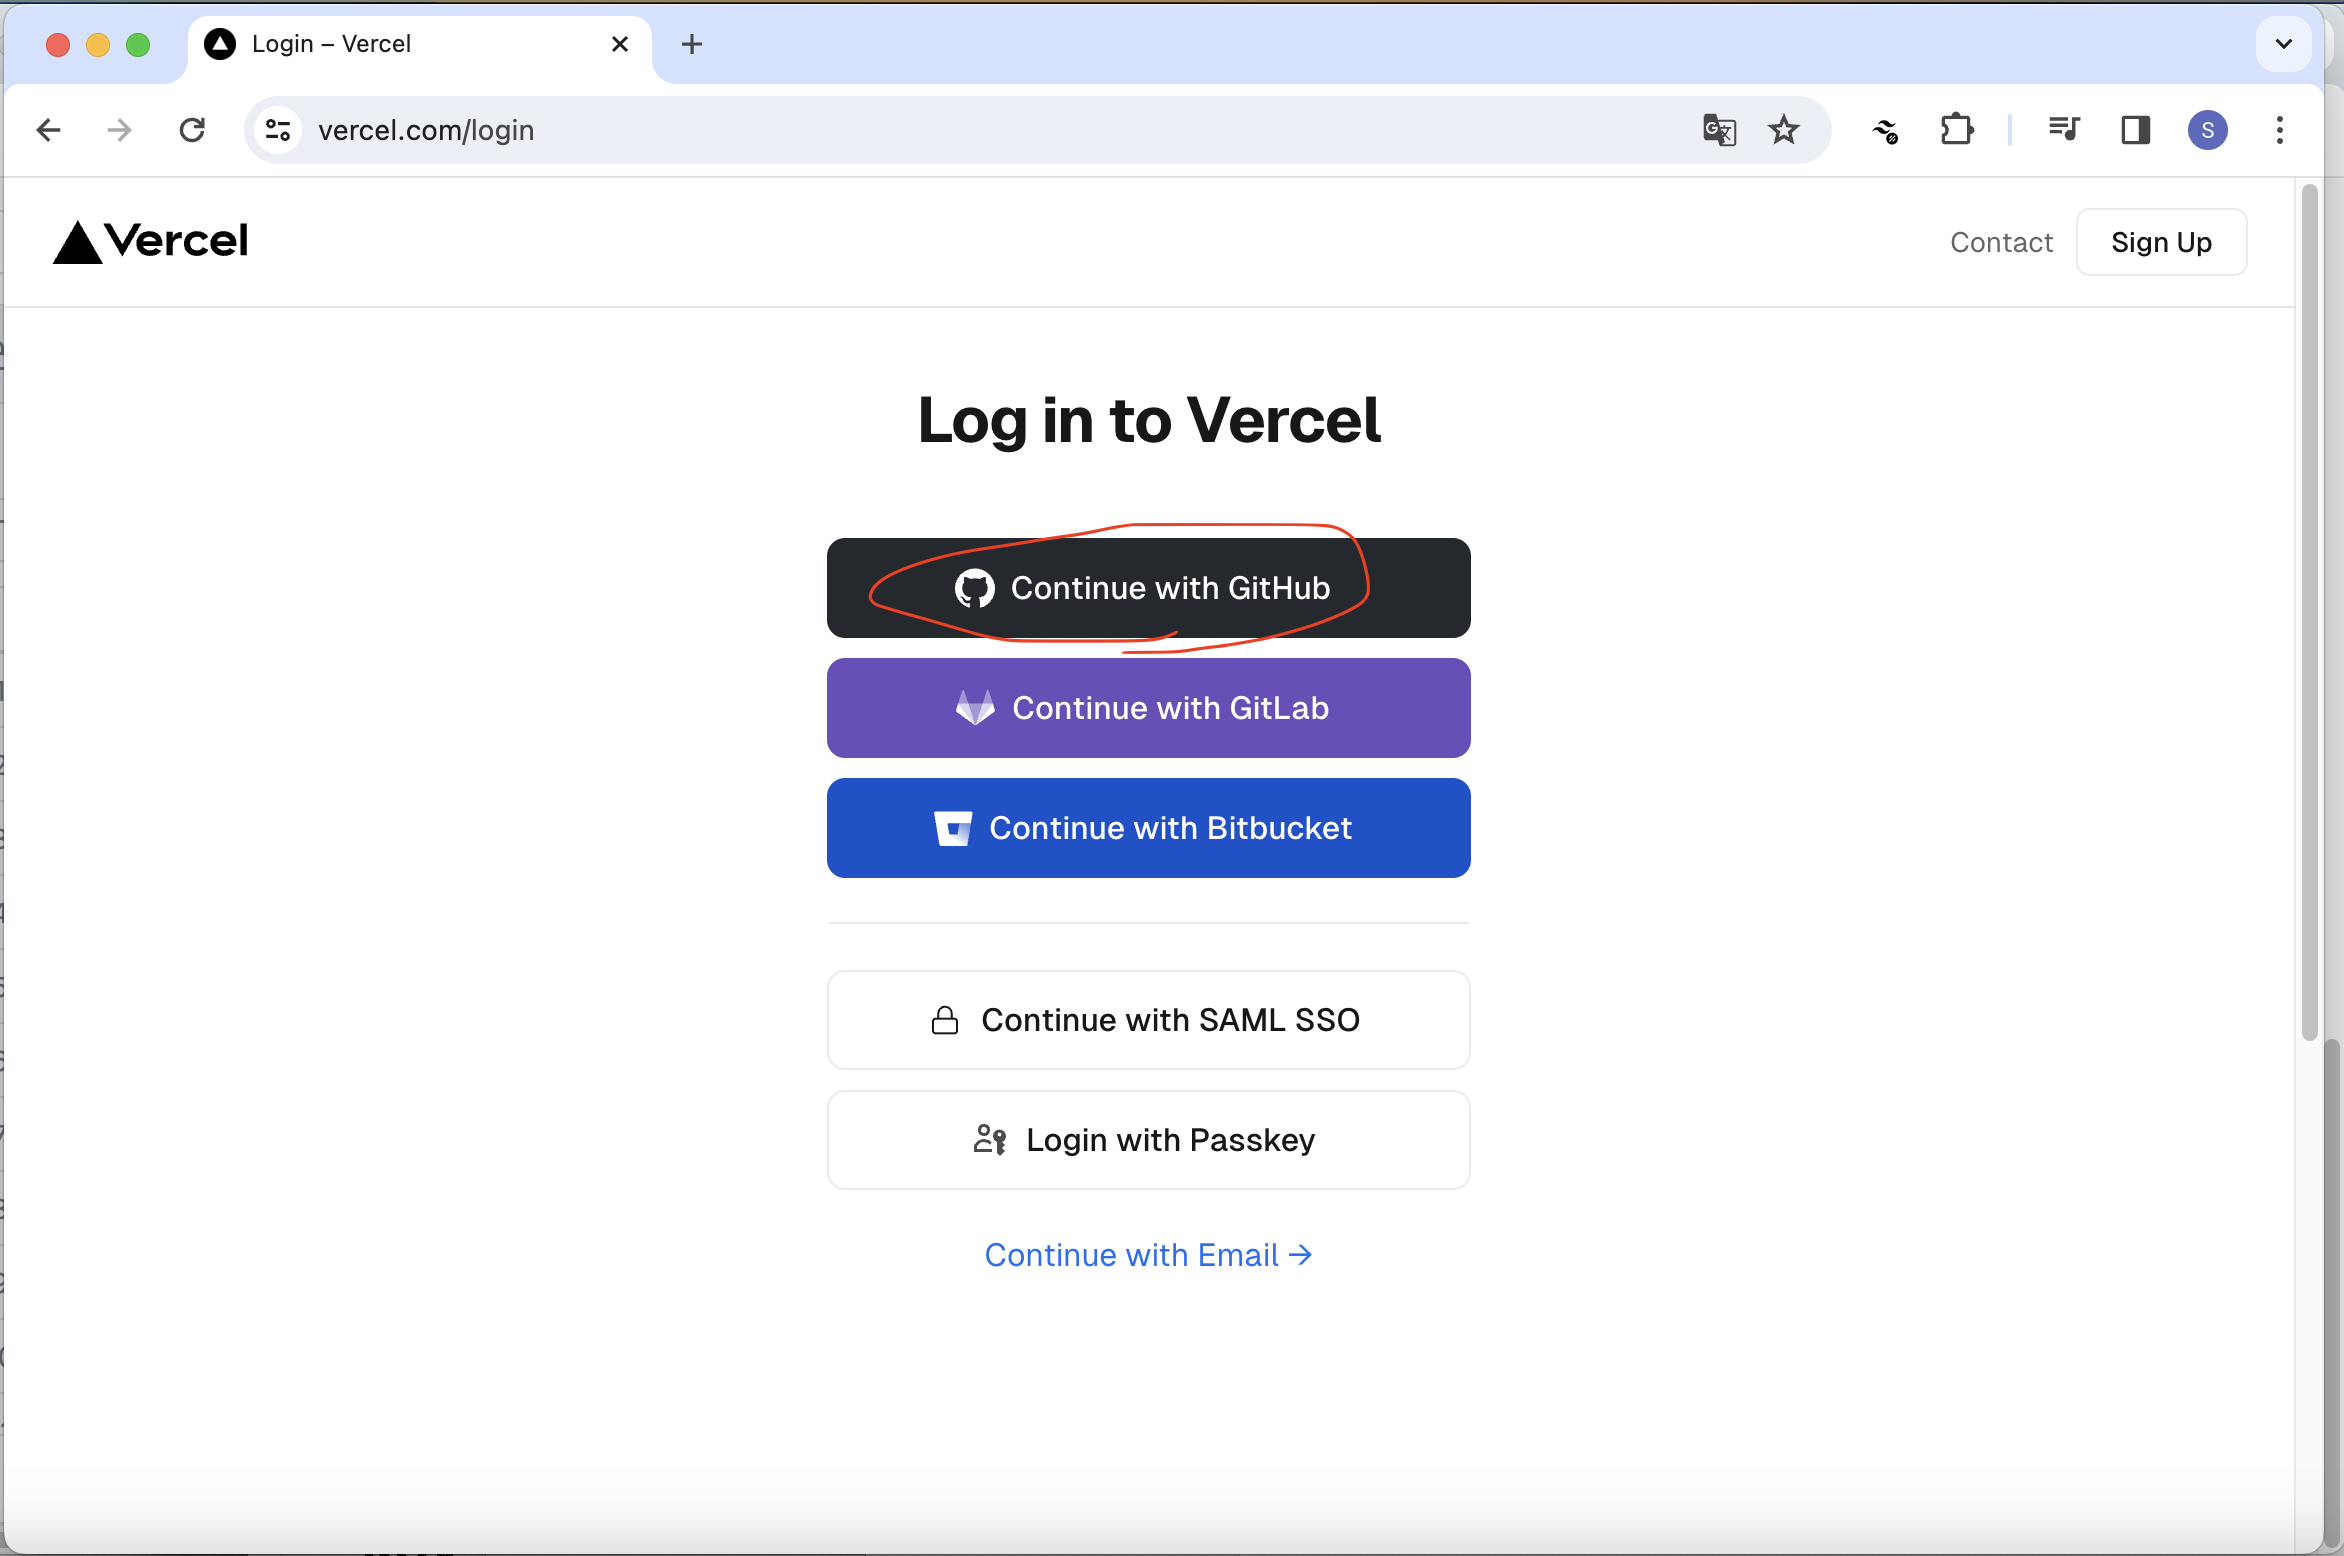 Login – Vercel
vercel.com/login
S
Vercel
Contact
Sign Up
Log in to Vercel
Continue with GitHub
Continue with GitLab
Continue with Bitbucket
Continue with SAML SSO
Login with Passkey
Continue with Email →